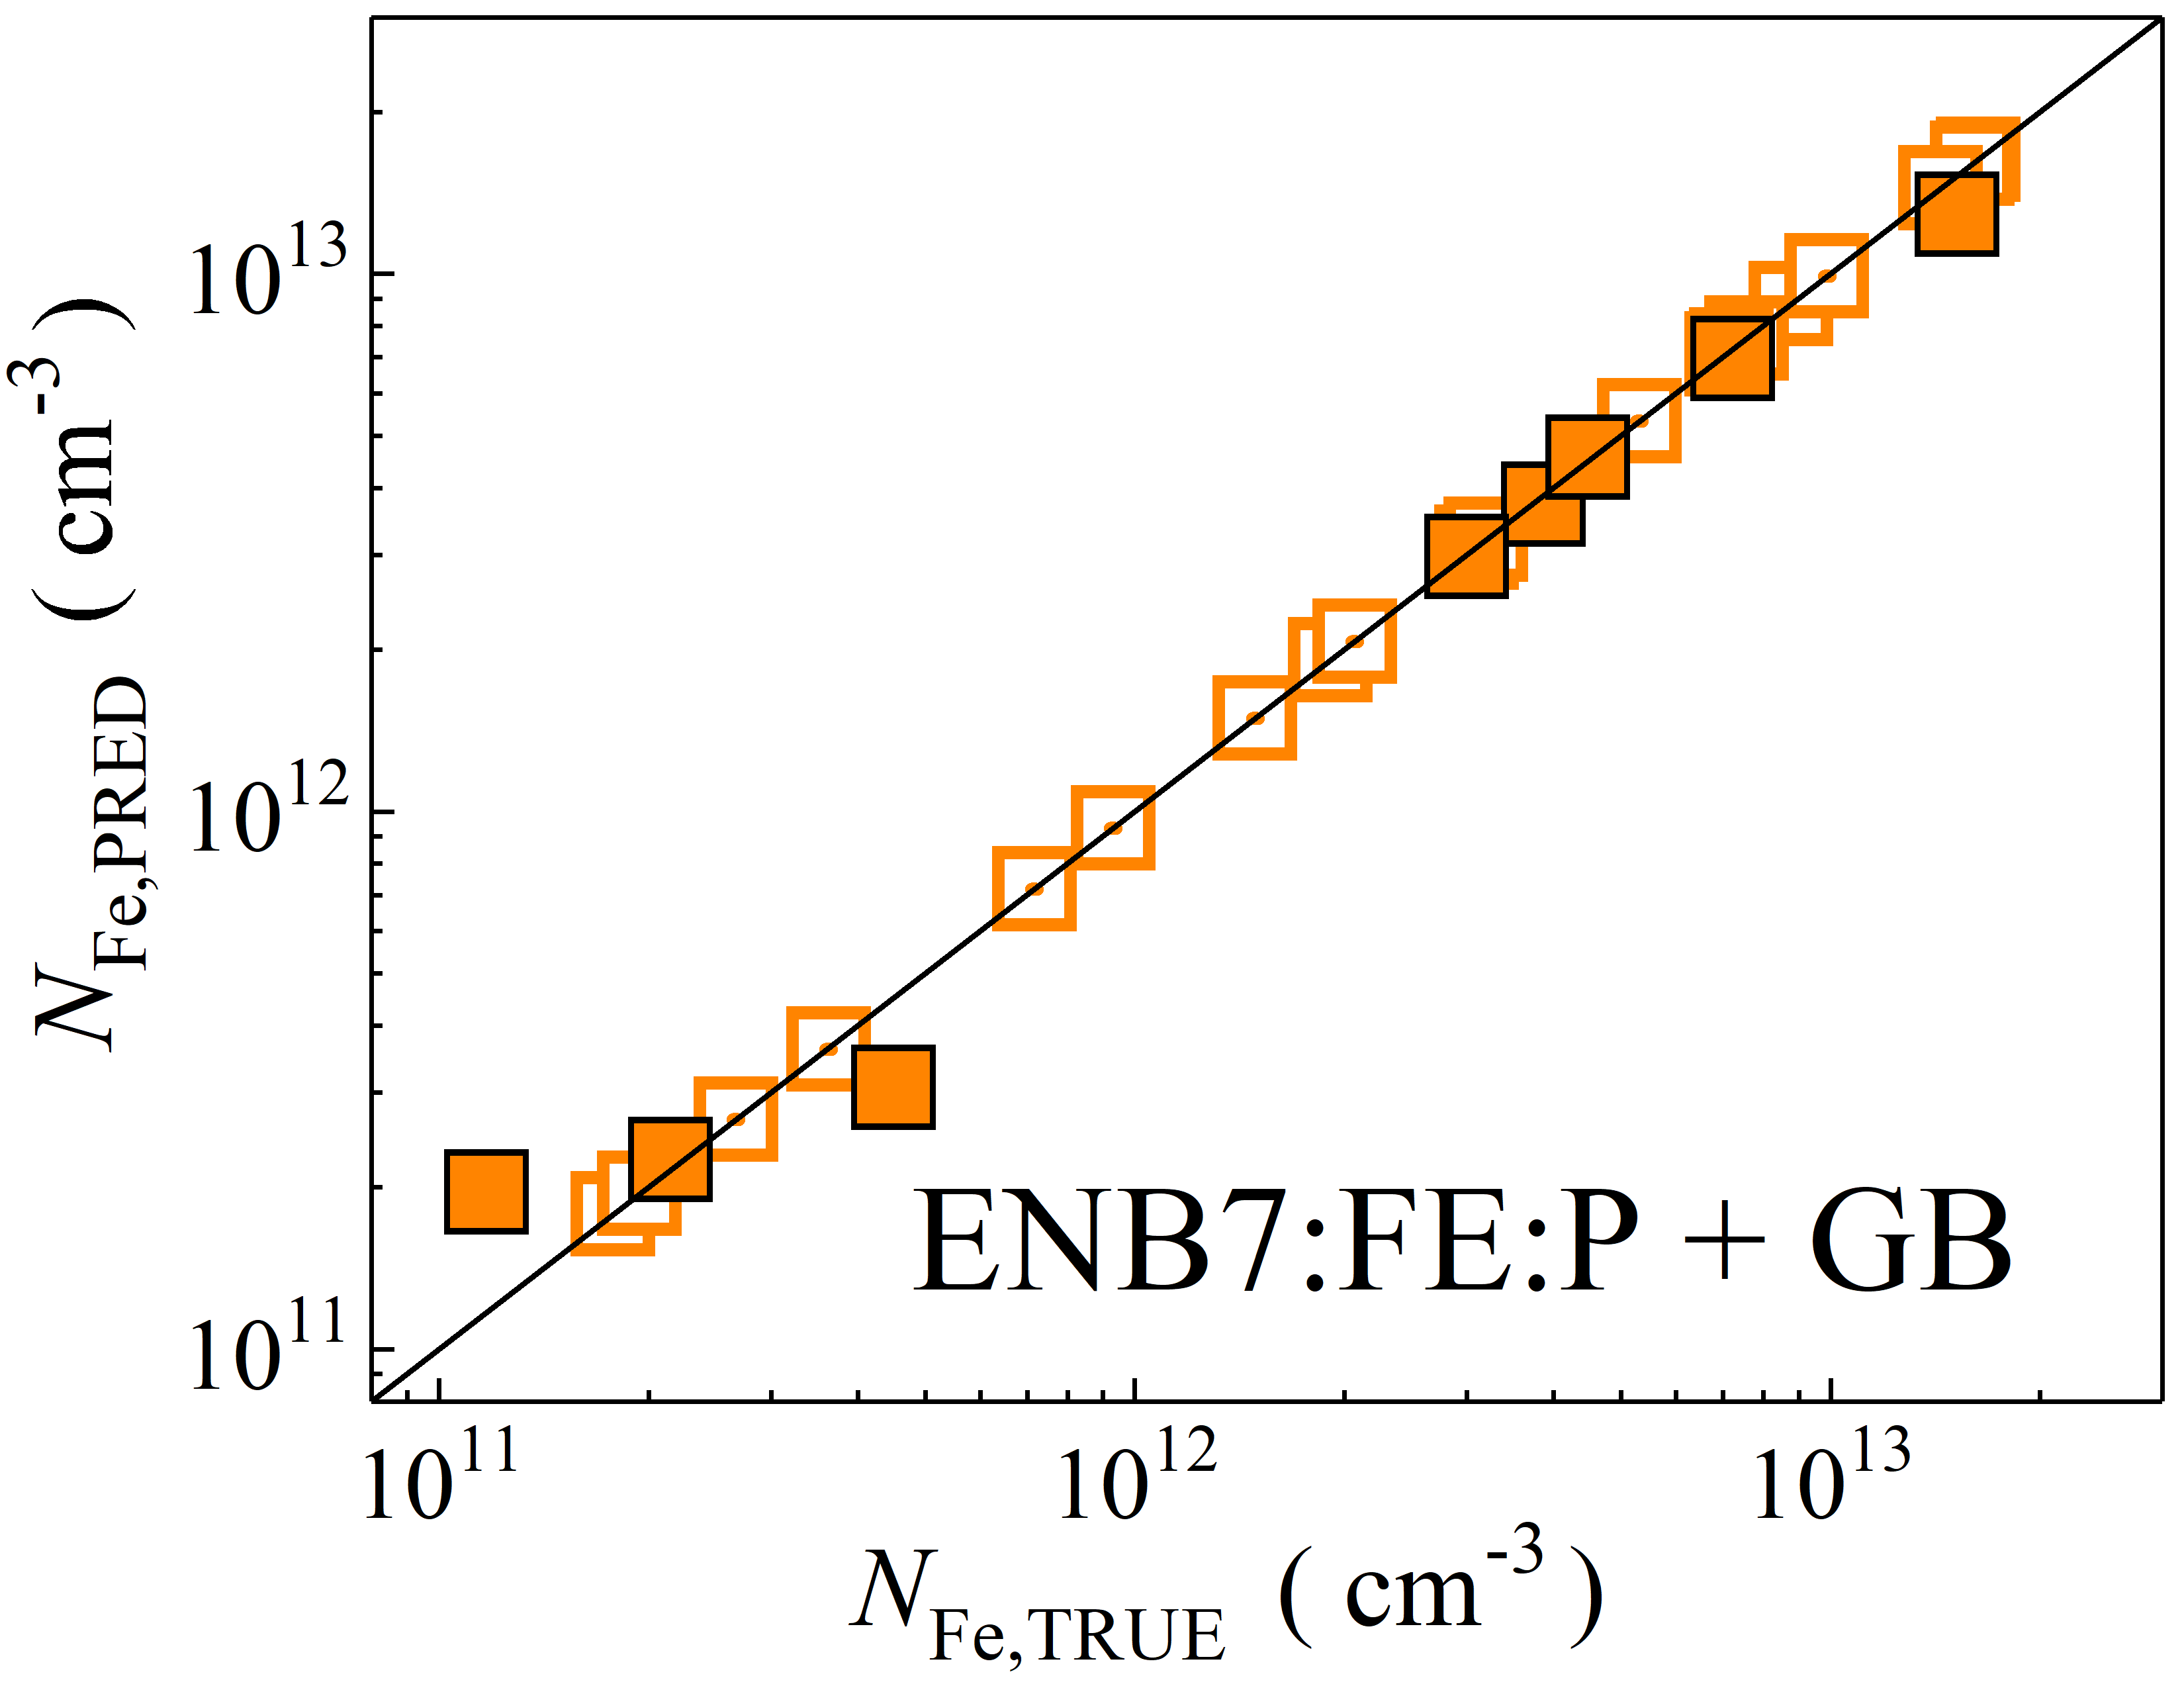 N_Fe,PRED ( cm^-3 )
10^13
10^12
10^11
ENB7:FE:P + GB
10^11 10^12 10^13
N_Fe,TRUE ( cm^-3 )